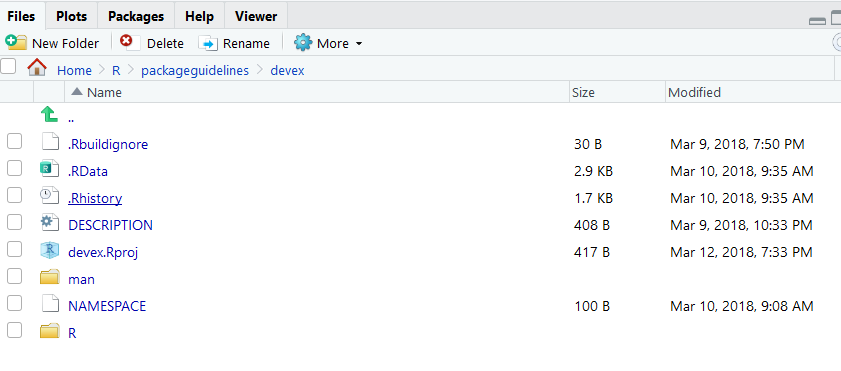 Files Plots Packages Help Viewer
New Folder Delete Rename More
Home R packageguidelines devex
Name Size Modified
..
.Rbuildignore 30 B Mar 9, 2018, 7:50 PM
.RData 2.9 KB Mar 10, 2018, 9:35 AM
.Rhistory 1.7 KB Mar 10, 2018, 9:35 AM
DESCRIPTION 408 B Mar 9, 2018, 10:33 PM
devex.Rproj 417 B Mar 12, 2018, 7:33 PM
man
NAMESPACE 100 B Mar 10, 2018, 9:08 AM
R